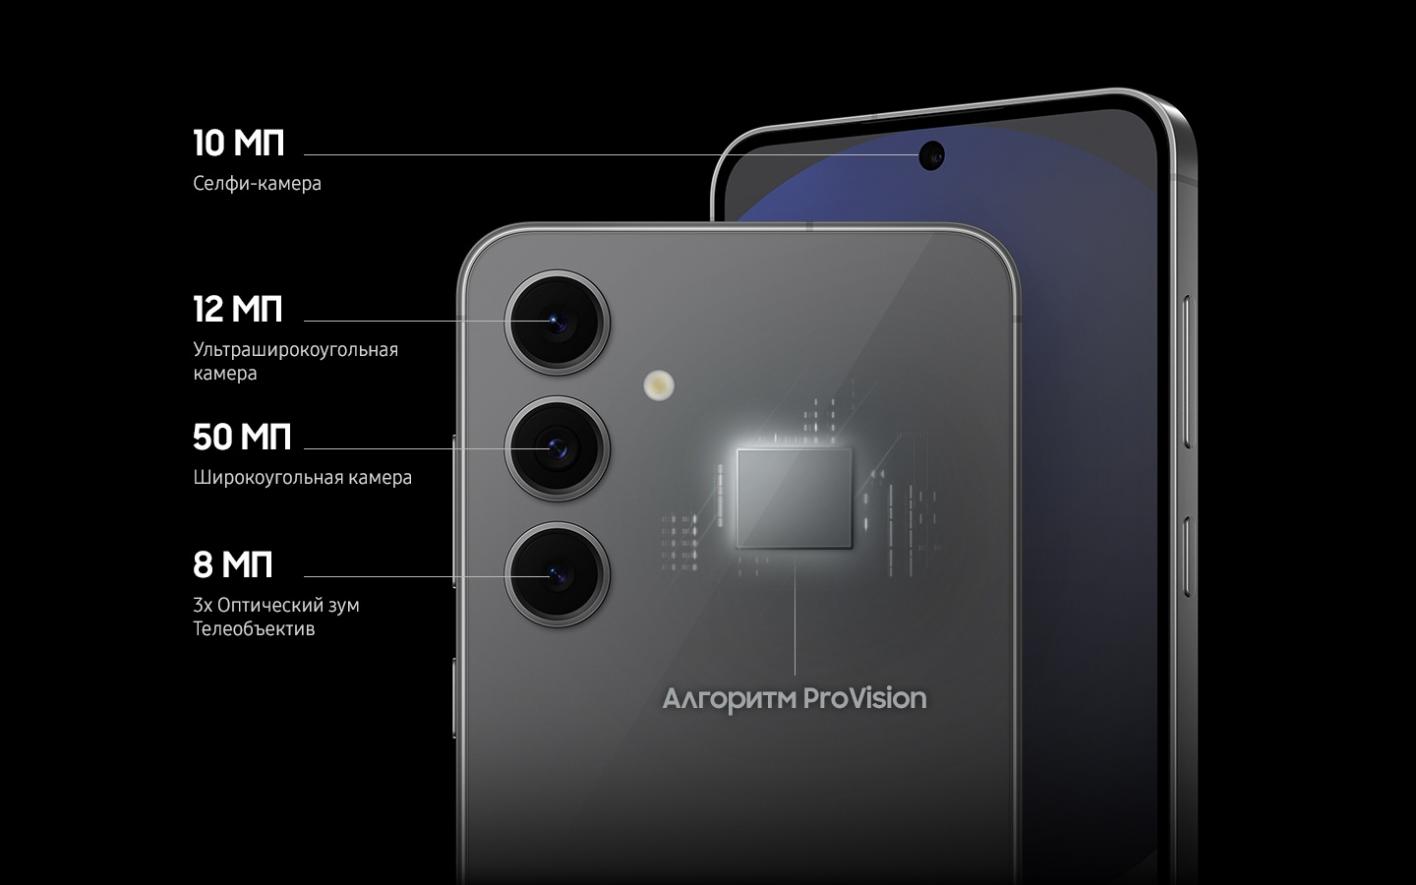 10 МП
Селфи-камера
12 МП
Ультраширокоугольная
камера
50 МП
Широкоугольная камера
8 МП
3x Оптический зум
Телеобъектив
Алгоритм ProVision